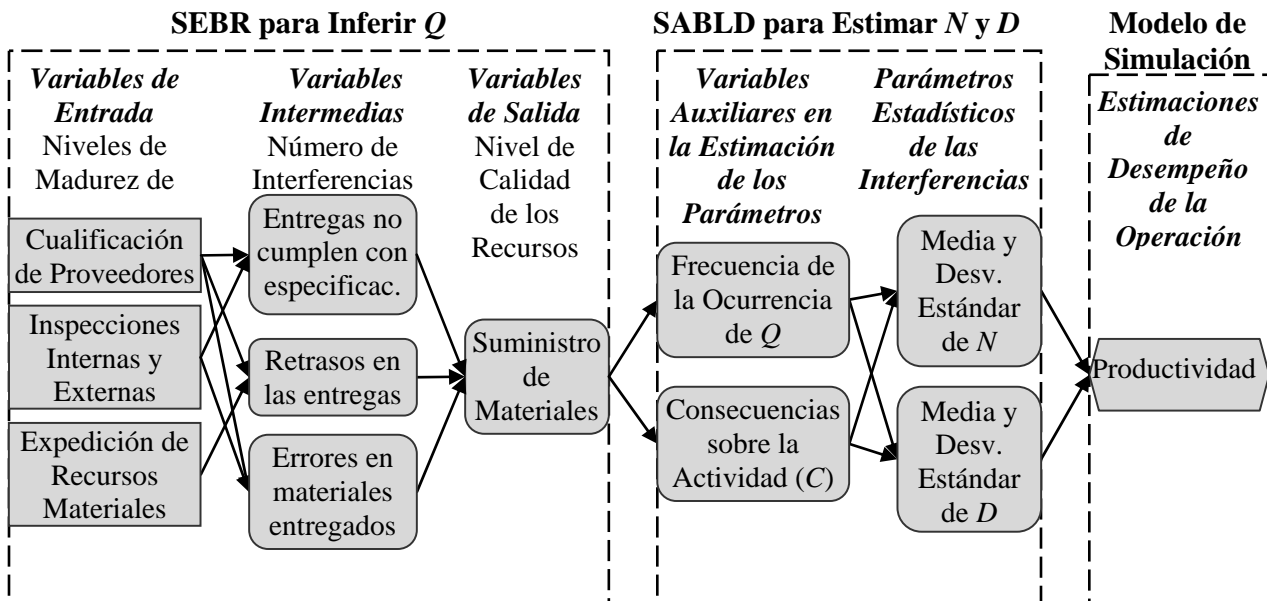 SEBR para Inferir Q
Variables de
Entrada
Niveles de
Madurez de
Variables
Intermedias
Número de
Interferencias
Variables
de Salida
Nivel de
Calidad
de los
Recursos
Cualificación
de Proveedores
Inspecciones
Internas y
Externas
Expedición de
Recursos
Materiales
Entregas no
cumplen con
especificac.
Retrasos en
las entregas
Errores en
materiales
entregados
Suministro
de
Materiales
SABLD para Estimar N y D
Variables
Auxiliares en
la Estimación
de los
Parámetros
Parámetros
Estadísticos
de las
Interferencias
Frecuencia de
la Ocurrencia
de Q
Consecuencias
sobre la
Actividad (C)
Media y
Desv.
Estándar
de N
Media y
Desv.
Estándar
de D
Modelo de
Simulación
Estimaciones
de
Desempeño
de la
Operación
Productividad